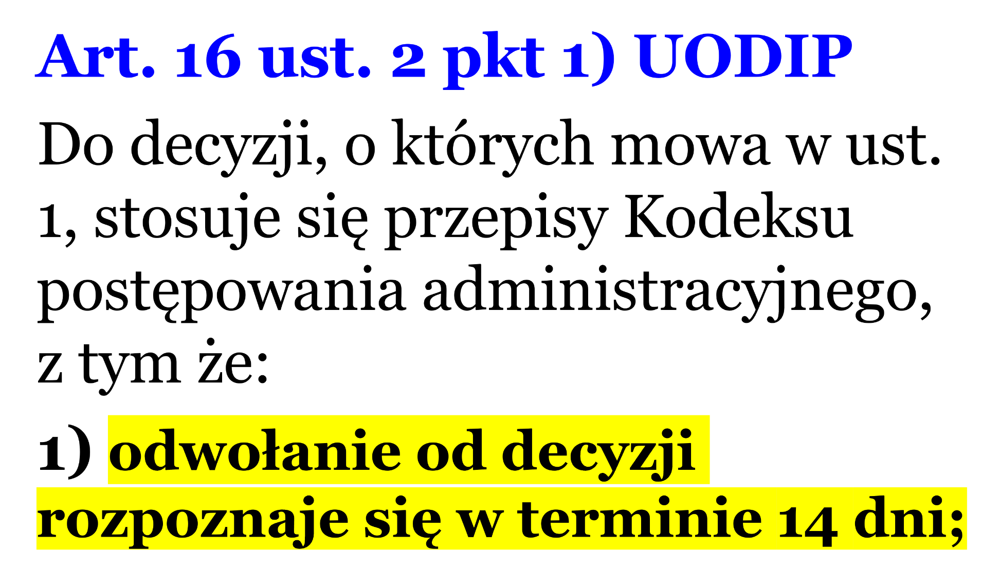 Art. 16 ust. 2 pkt 1) UODIP
Do decyzji, o których mowa w ust.
1, stosuje się przepisy Kodeksu
postępowania administracyjnego,
z tym że:
1) odwołanie od decyzji
rozpoznaje się w terminie 14 dni;